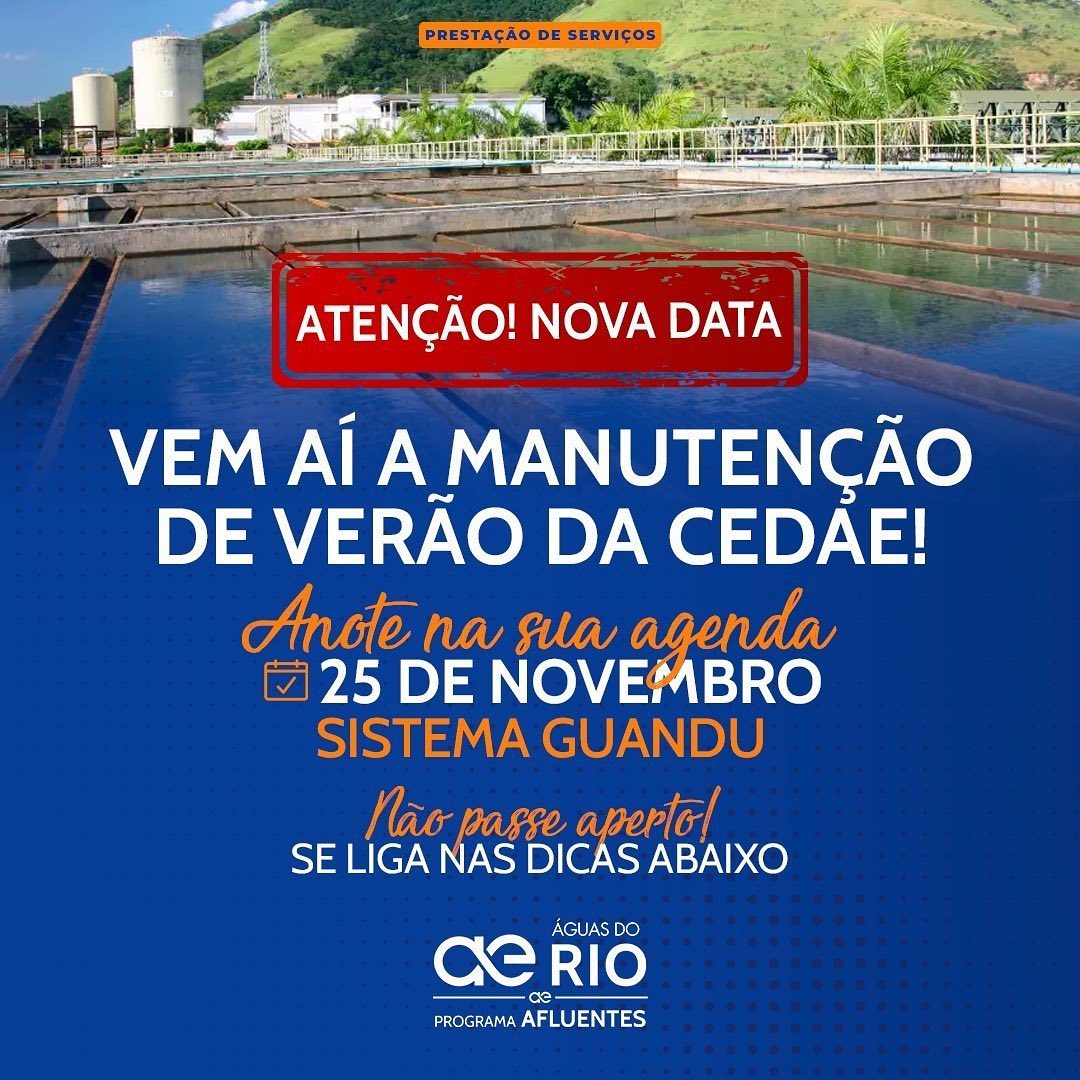 PRESTAÇÃO DE SERVIÇOS
ATENÇÃO! NOVA DATA
VEM AÍ A MANUTENÇÃO
DE VERÃO DA CEDAE!
Anote na sua agenda
25 DE NOVEMBRO
SISTEMA GUANDU
Não passe aperto!
SE LIGA NAS DICAS ABAIXO
ÁGUAS DO
ae RIO
ae
PROGRAMA AFLUENTES